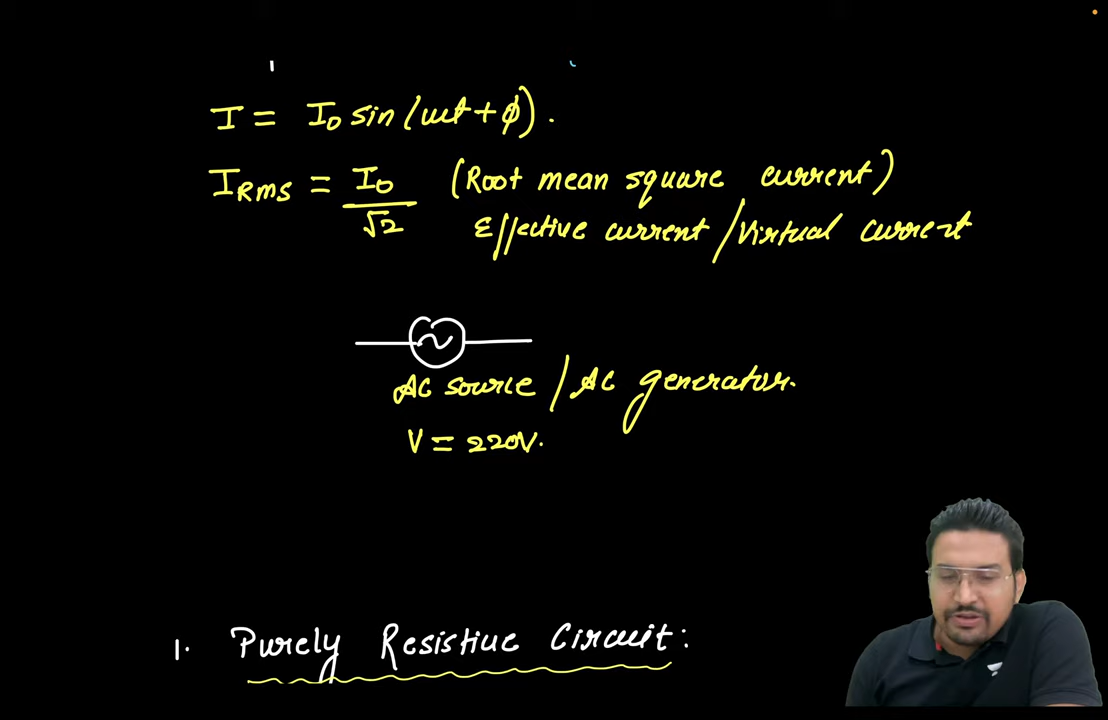 I = I₀ sin(ωt + ϕ).
I_RMS = I₀/√2 (Root mean square current)
Effective current / Virtual current
AC source / AC generator.
V = 220V.
1. Purely Resistive Circuit: